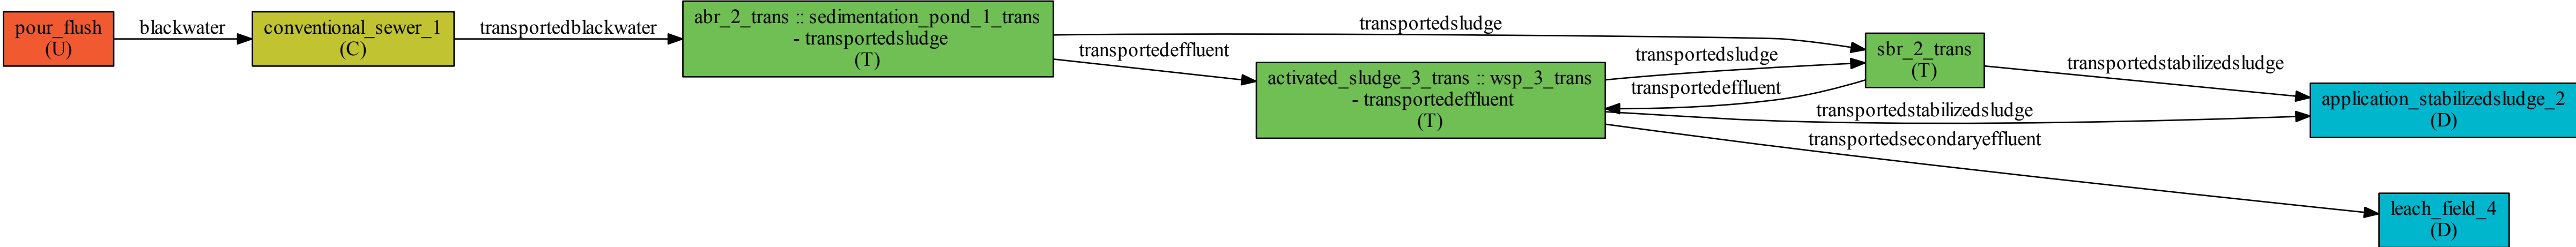 pour_flush
(U)
blackwater
conventional_sewer_1
(C)
transportedblackwater
abr_2_trans :: sedimentation_pond_1_trans
- transportedsludge
(T)
transportedsludge
transportedeffluent
activated_sludge_3_trans :: wsp_3_trans
- transportedeffluent
(T)
transportedsludge
transportedeffluent
sbr_2_trans
(T)
transportedstabilizedsludge
transportedstabilizedsludge
transportedsecondaryeffluent
application_stabilizedsludge_2
(D)
leach_field_4
(D)